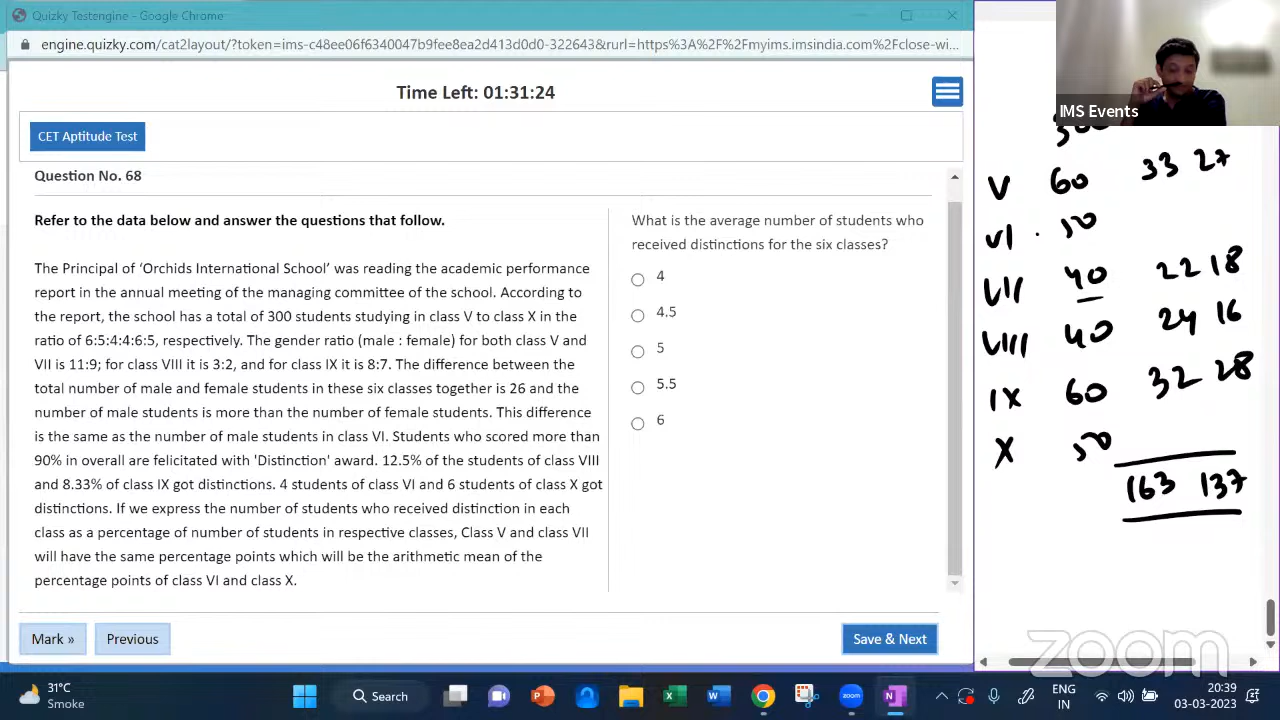 Quizky Testengine - Google Chrome
engine.quizky.com/cat2layout/?token=ims-c48ee06f6340047b9fee8ea2d413d0d0-322643&rurl=https%3A%2F%2Fmyims.imsindia.com%2Fclose-wi...
Time Left: 01:31:24
CET Aptitude Test
Question No. 68
Refer to the data below and answer the questions that follow.
The Principal of 'Orchids International School' was reading the academic performance
report in the annual meeting of the managing committee of the school. According to
the report, the school has a total of 300 students studying in class V to class X in the
ratio of 6:5:4:4:6:5, respectively. The gender ratio (male : female) for both class V and
VII is 11:9; for class VIII it is 3:2, and for class IX it is 8:7. The difference between the
total number of male and female students in these six classes together is 26 and the
number of male students is more than the number of female students. This difference
is the same as the number of male students in class VI. Students who scored more than
90% in overall are felicitated with 'Distinction' award. 12.5% of the students of class VIII
and 8.33% of class IX got distinctions. 4 students of class VI and 6 students of class X got
distinctions. If we express the number of students who received distinction in each
class as a percentage of number of students in respective classes, Class V and class VII
will have the same percentage points which will be the arithmetic mean of the
percentage points of class VI and class X.
What is the average number of students who
received distinctions for the six classes?
4
4.5
5
5.5
6
Mark »
Previous
Save & Next
IMS Events
V 60 33 27
VI 50
VII 40 22 18
VIII 40 24 16
IX 60 32 28
X 50
163 137
zoom
31°C
Smoke
Search
zoom
ENG
IN
20:39
03-03-2023